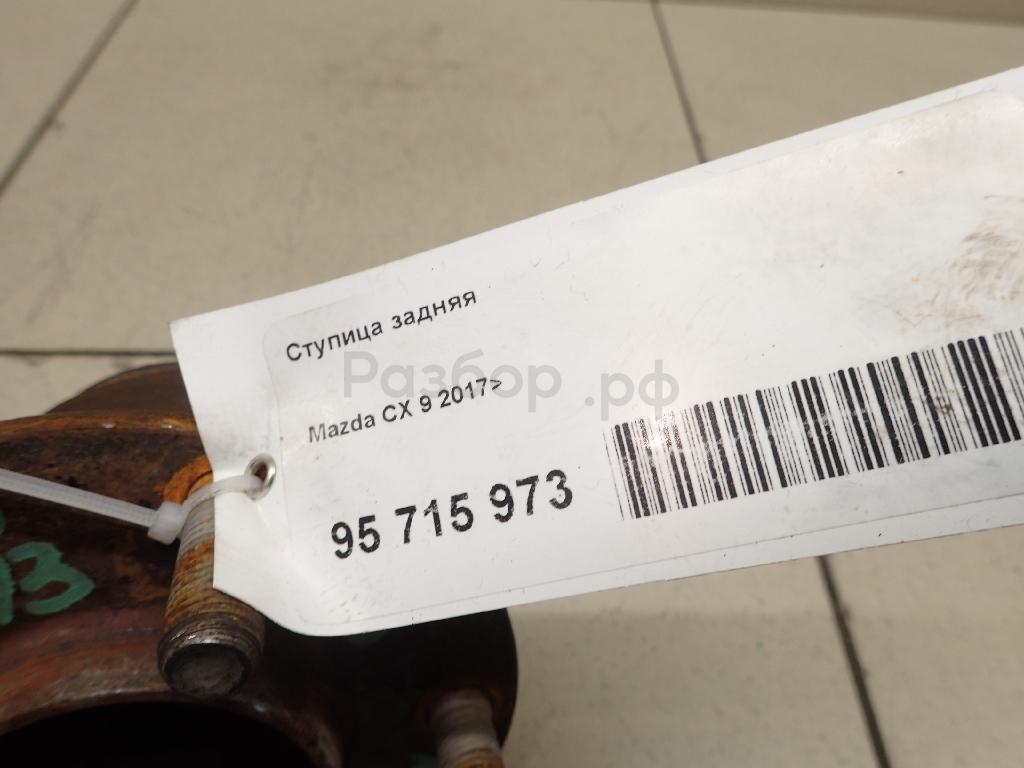 Ступица задняя
Разбор.рф
Mazda CX 9 2017>
95 715 973